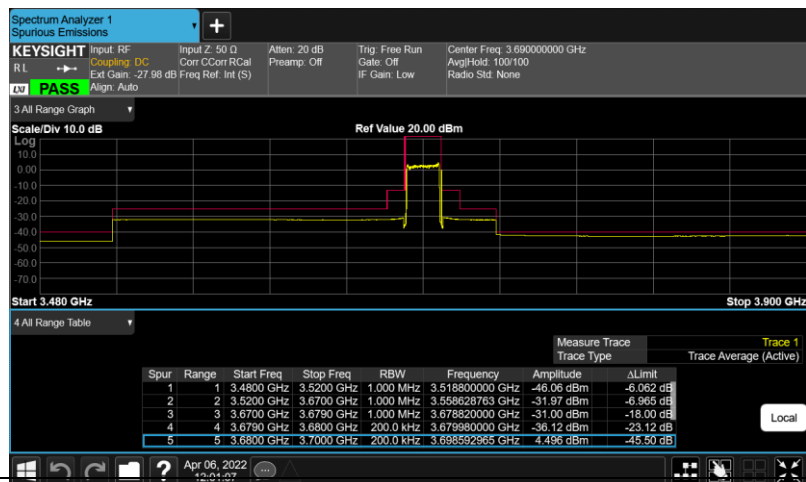 Spectrum Analyzer 1
Spurious Emissions
+
KEYSIGHT
RL
LXI
PASS
Input: RF
Coupling: DC
Ext Gain: -27.98 dB
Align: Auto
Input Z: 50 Ω
Corr CCorr RCal
Freq Ref: Int (S)
Atten: 20 dB
Preamp: Off
Trig: Free Run
Gate: Off
IF Gain: Low
Center Freq: 3.690000000 GHz
Avg|Hold: 100/100
Radio Std: None
3 All Range Graph
Scale/Div 10.0 dB
Ref Value 20.00 dBm
Log
10.0
0.00
-10.0
-20.0
-30.0
-40.0
-50.0
-60.0
-70.0
Start 3.480 GHz
Stop 3.900 GHz
4 All Range Table
Measure Trace Trace 1
Trace Type Trace Average (Active)
Spur Range Start Freq Stop Freq RBW Frequency Amplitude ΔLimit
1 1 3.4800 GHz 3.5200 GHz 1.000 MHz 3.518800000 GHz -46.06 dBm -6.062 dB
2 2 3.5200 GHz 3.6700 GHz 1.000 MHz 3.558628763 GHz -31.97 dBm -6.965 dB
3 3 3.6700 GHz 3.6790 GHz 1.000 MHz 3.678820000 GHz -31.00 dBm -18.00 dB
4 4 3.6790 GHz 3.6800 GHz 200.0 kHz 3.679980000 GHz -36.12 dBm -23.12 dB
5 5 3.6800 GHz 3.7000 GHz 200.0 kHz 3.698592965 GHz 4.496 dBm -45.50 dB
Local
?
Apr 06, 2022
12:01:07